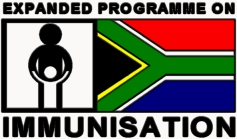 EXPANDED PROGRAMME ON
IMMUNISATION